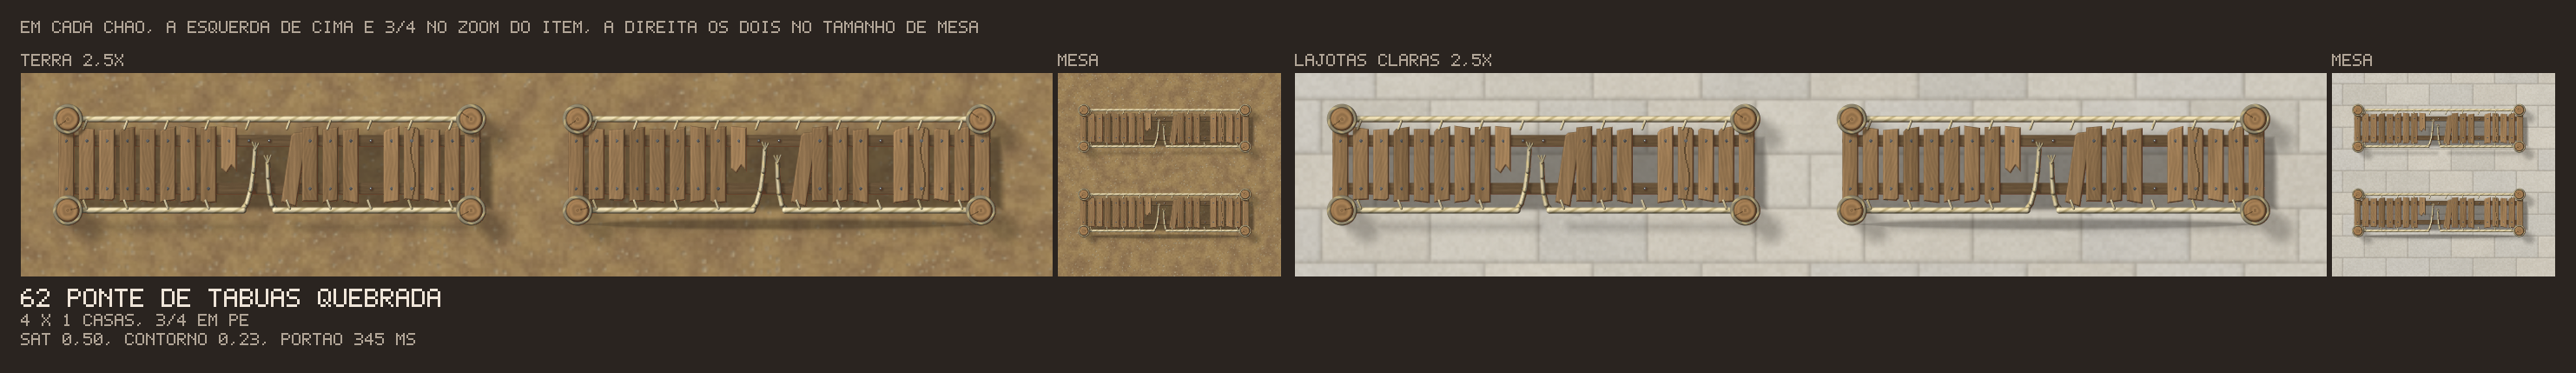 EM CADA CHAO, A ESQUERDA DE CIMA E 3/4 NO ZOOM DO ITEM, A DIREITA OS DOIS NO TAMANHO DE MESA
TERRA 2,5X
MESA
LAJOTAS CLARAS 2,5X
MESA
62 PONTE DE TABUAS QUEBRADA
4 X 1 CASAS, 3/4 EM PE
SAT 0,50, CONTORNO 0,23, PORTAO 345 MS